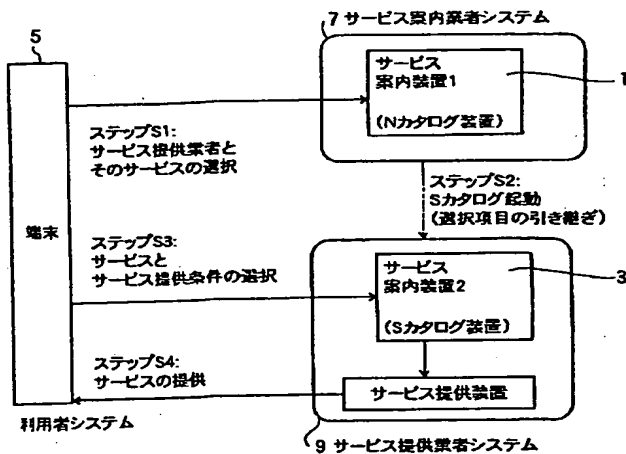 7 サービス案内業者システム
5
サービス
案内装置1
(Nカタログ装置)
1
ステップS1:
サービス提供業者と
そのサービスの選択
ステップS2:
Sカタログ起動
(選択項目の引き継ぎ)
端末
ステップS3:
サービスと
サービス提供条件の選択
サービス
案内装置2
(Sカタログ装置)
3
ステップS4:
サービスの提供
サービス提供装置
利用者システム
9 サービス提供業者システム